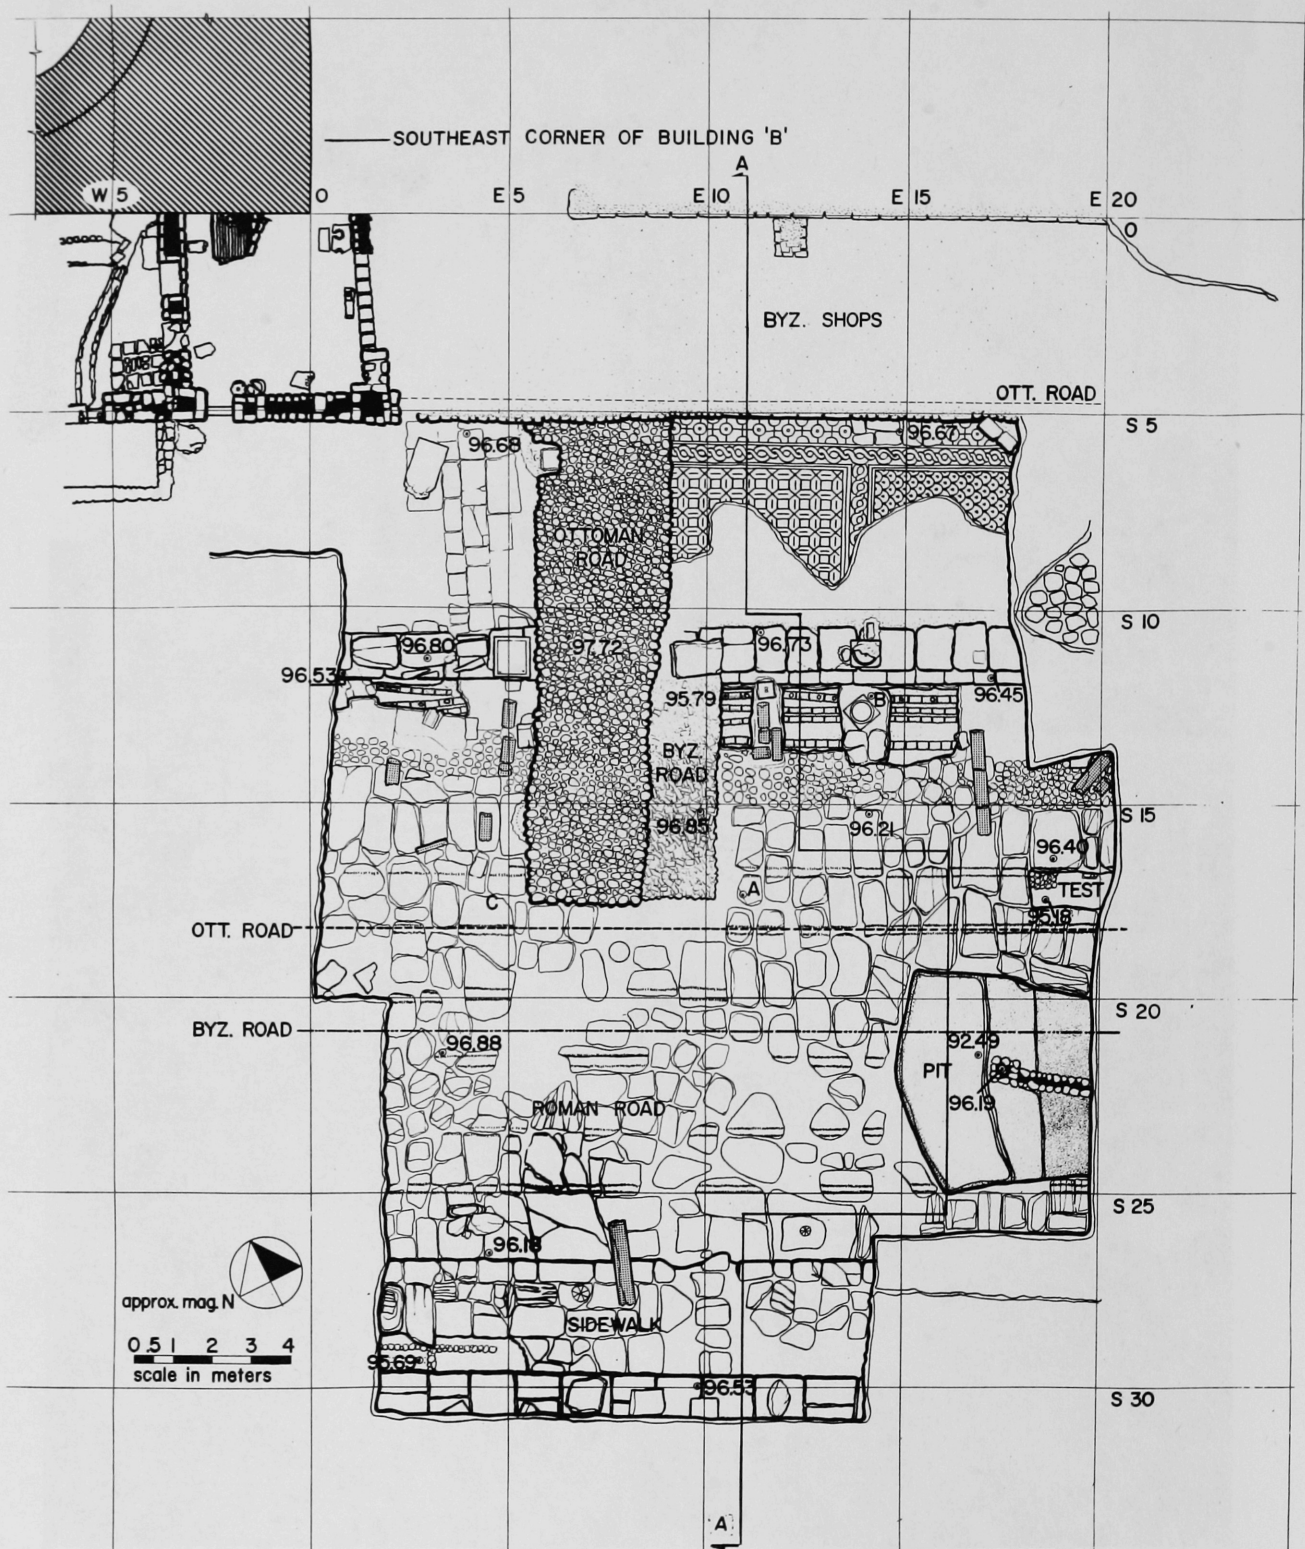 SOUTHEAST CORNER OF BUILDING 'B'
A
W 5
0
E 5
E 10
E 15
E 20
0
BYZ. SHOPS
OTT. ROAD
S 5
96.68
96.67
OTTOMAN
ROAD
S 10
96.80
97.72
96.73
96.53
95.79
B
96.45
BYZ.
ROAD
S 15
96.85
96.21
96.40
A
TEST
C
95.18
OTT. ROAD
S 20
BYZ. ROAD
96.88
92.49
PIT
96.19
ROMAN ROAD
S 25
96.18
approx. mag. N
SIDEWALK
0 .5 1 2 3 4
scale in meters
95.69
96.53
S 30
A